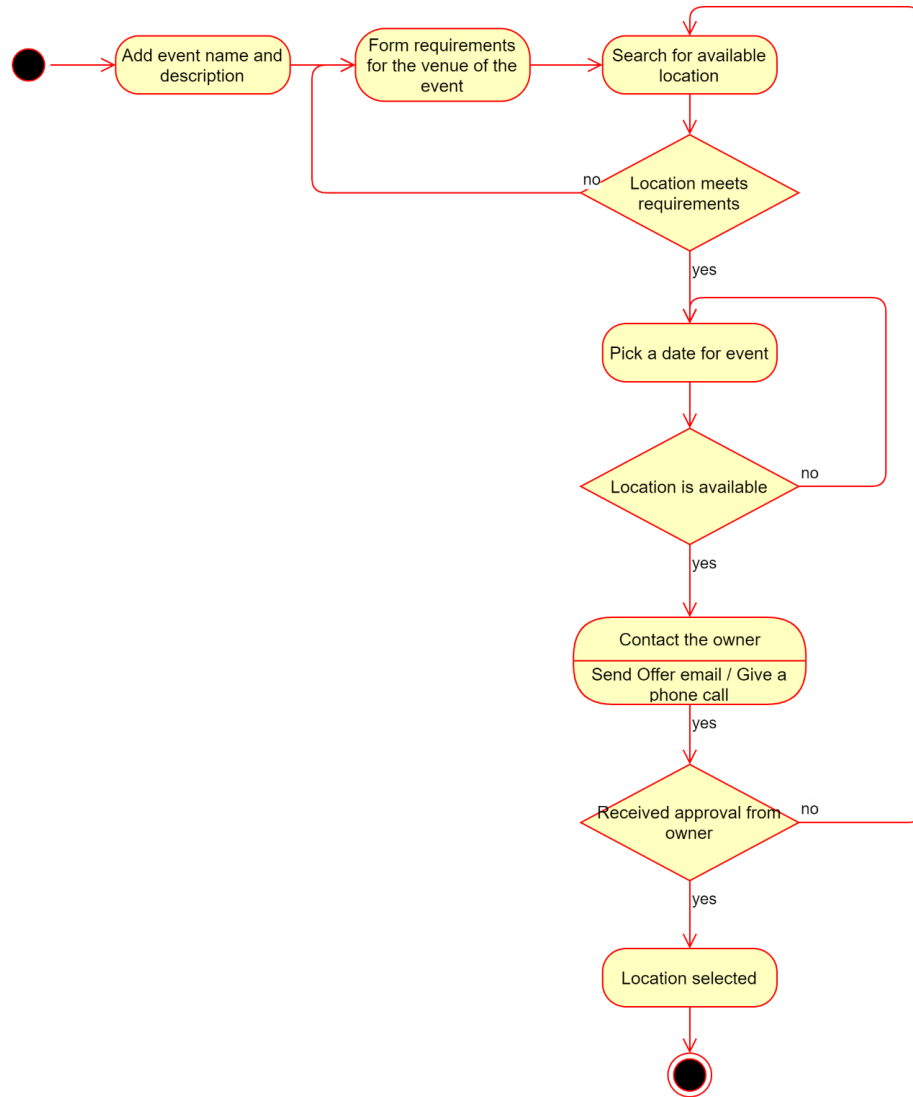 Add event name and
description
Form requirements
for the venue of the
event
Search for available
location
no
Location meets
requirements
yes
Pick a date for event
Location is available
no
yes
Contact the owner
Send Offer email / Give a
phone call
yes
Received approval from
owner
no
yes
Location selected